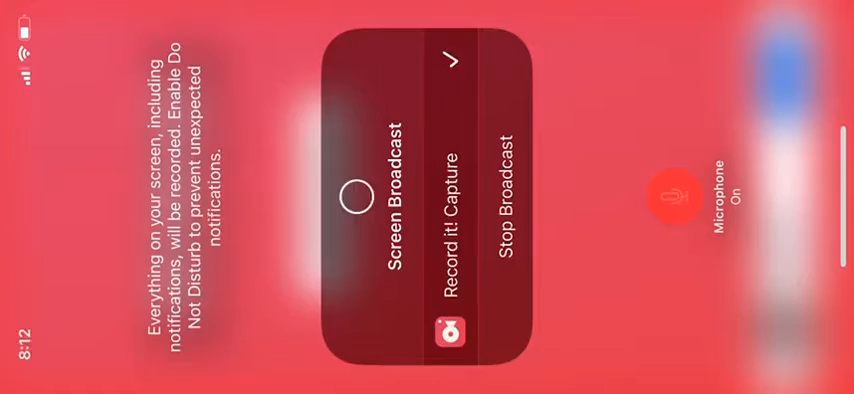 8:12
Everything on your screen, including
notifications, will be recorded. Enable Do
Not Disturb to prevent unexpected
notifications.
Screen Broadcast
Record it! Capture
Stop Broadcast
Microphone
On